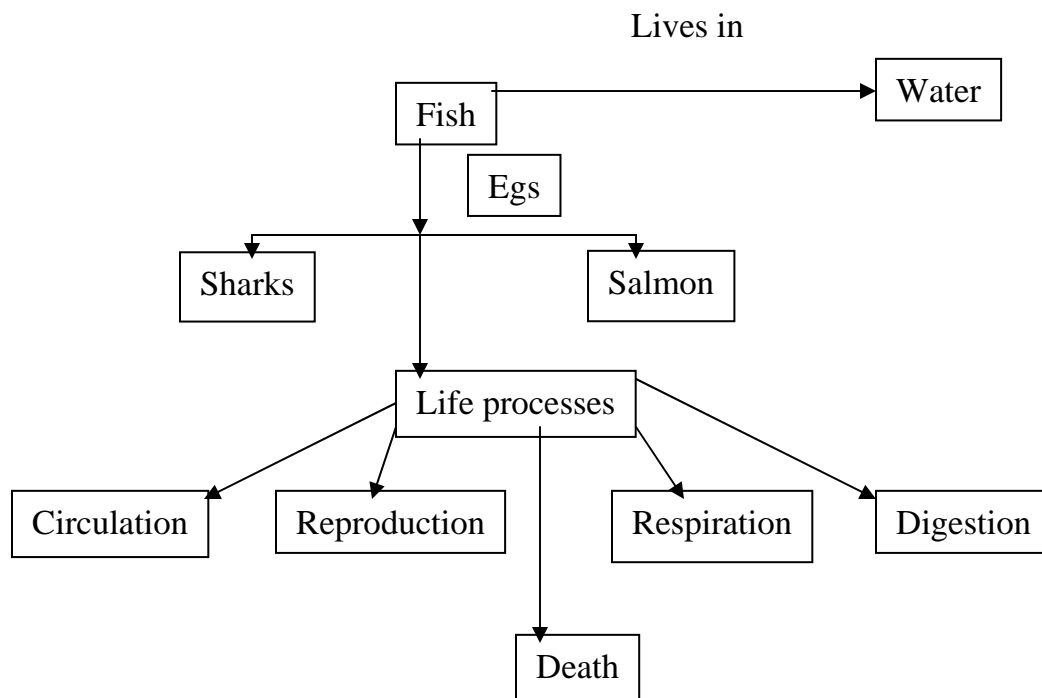 Lives in
Water
Fish
Egs
Sharks
Salmon
Life processes
Circulation
Reproduction
Respiration
Digestion
Death